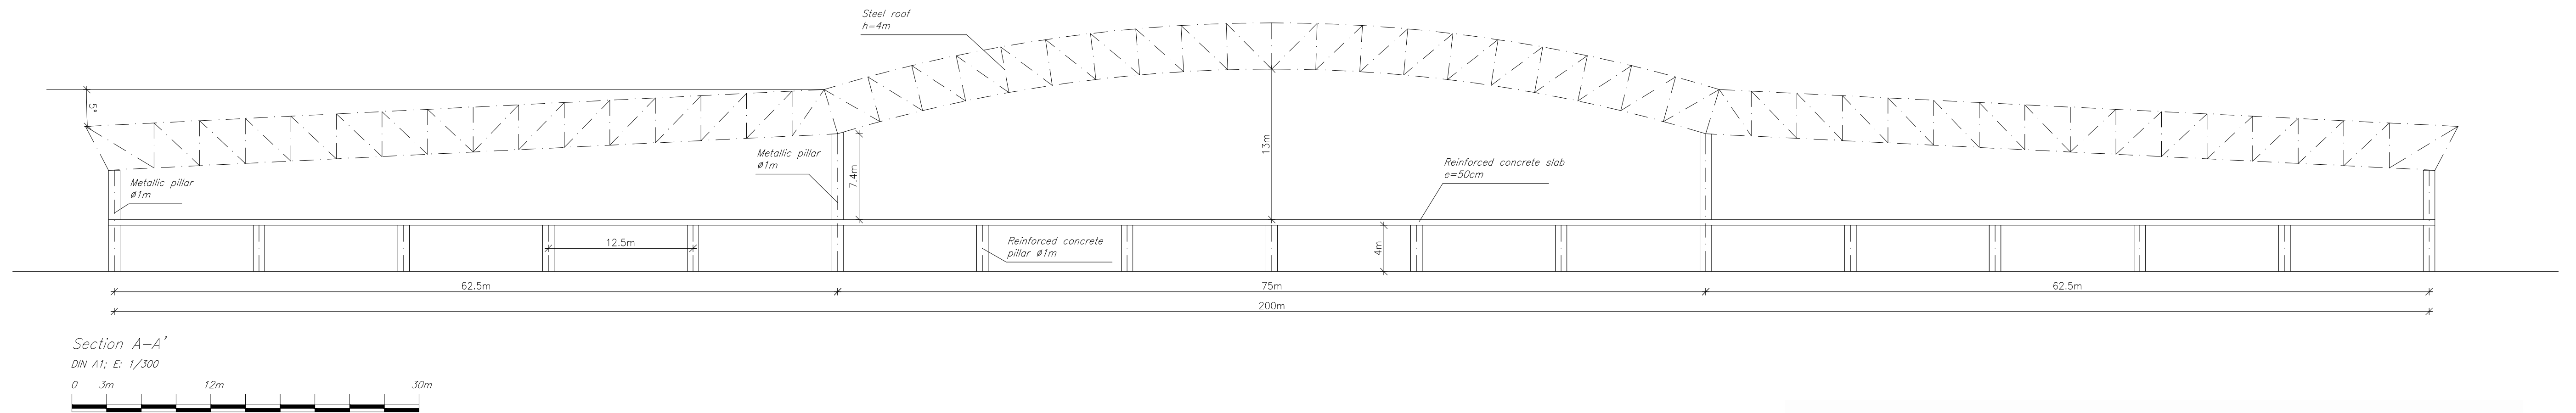 Steel roof
h=4m
5°
Metallic pillar
ø1m
13m
Reinforced concrete slab
e=50cm
7.4m
Metallic pillar
ø1m
12.5m
Reinforced concrete
pillar ø1m
4m
62.5m
75m
62.5m
200m
Section A-A'
DIN A1; E: 1/300
0 3m 12m 30m